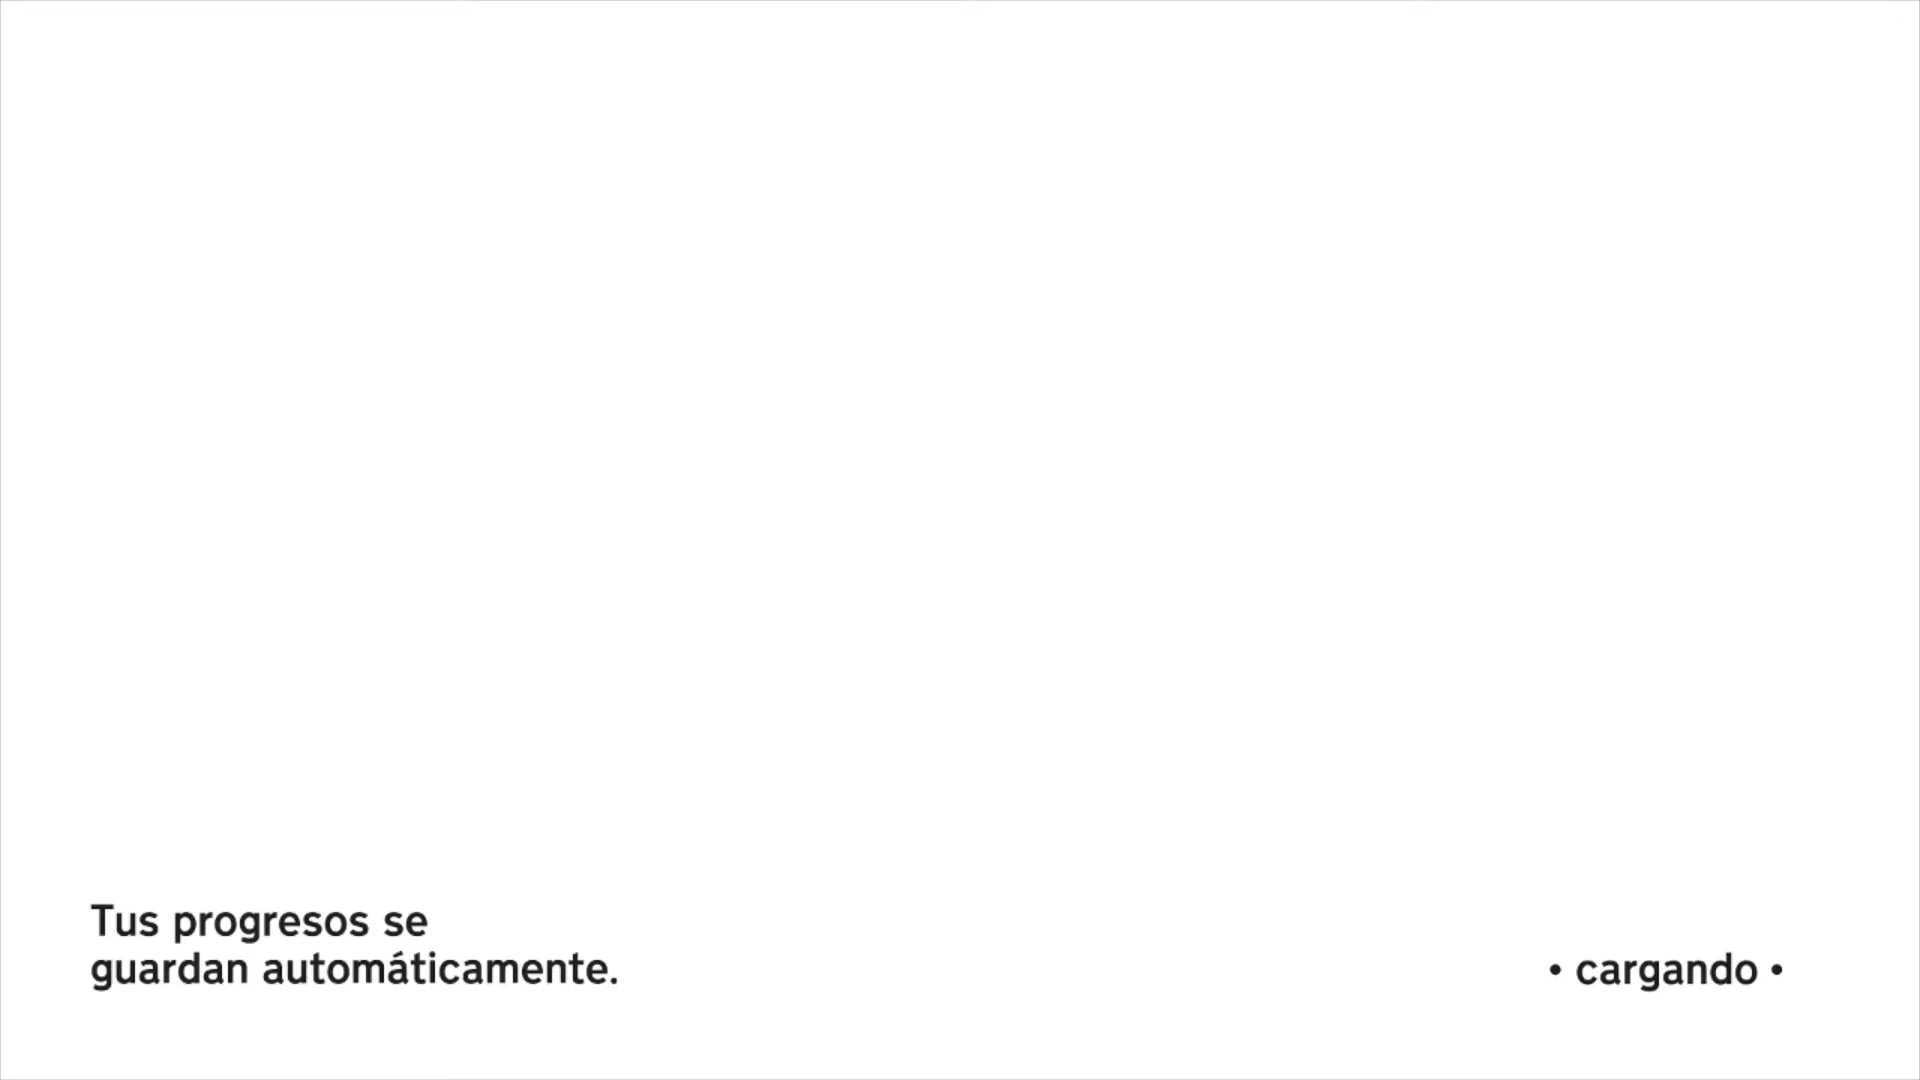 Tus progresos se
guardan automáticamente.
• cargando •